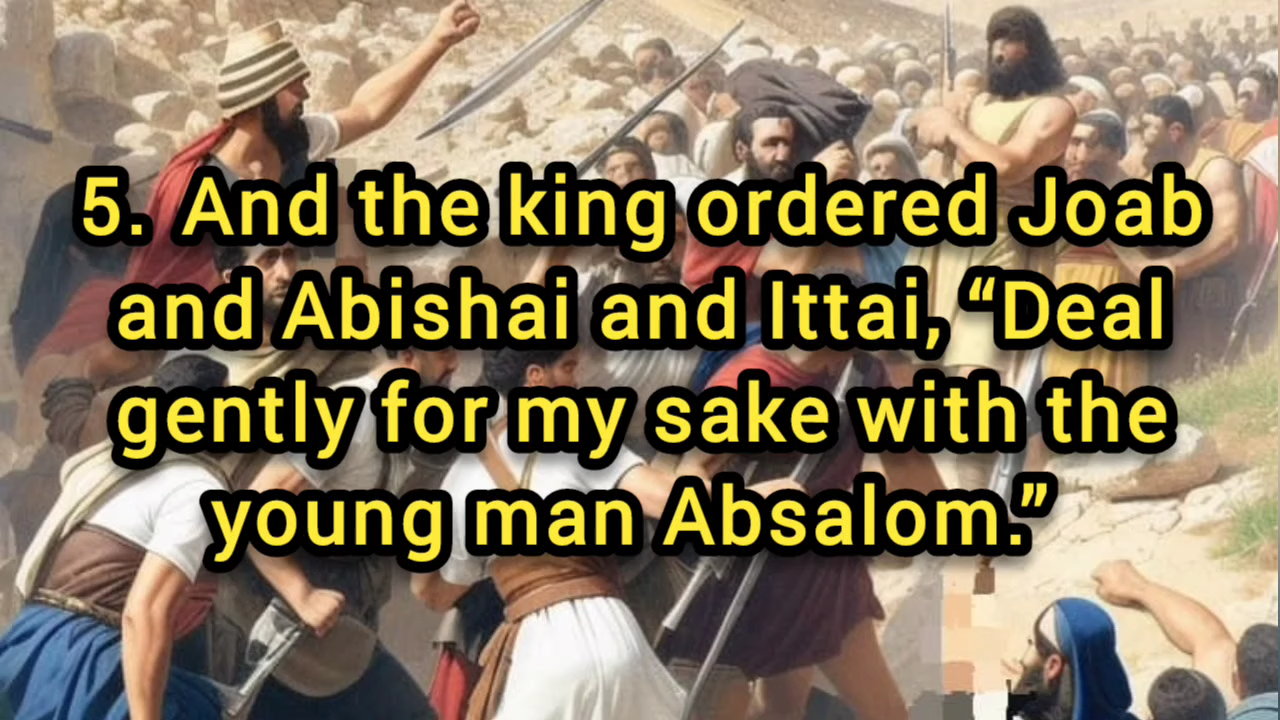 5. And the king ordered Joab
and Abishai and Ittai, “Deal
gently for my sake with the
young man Absalom.”